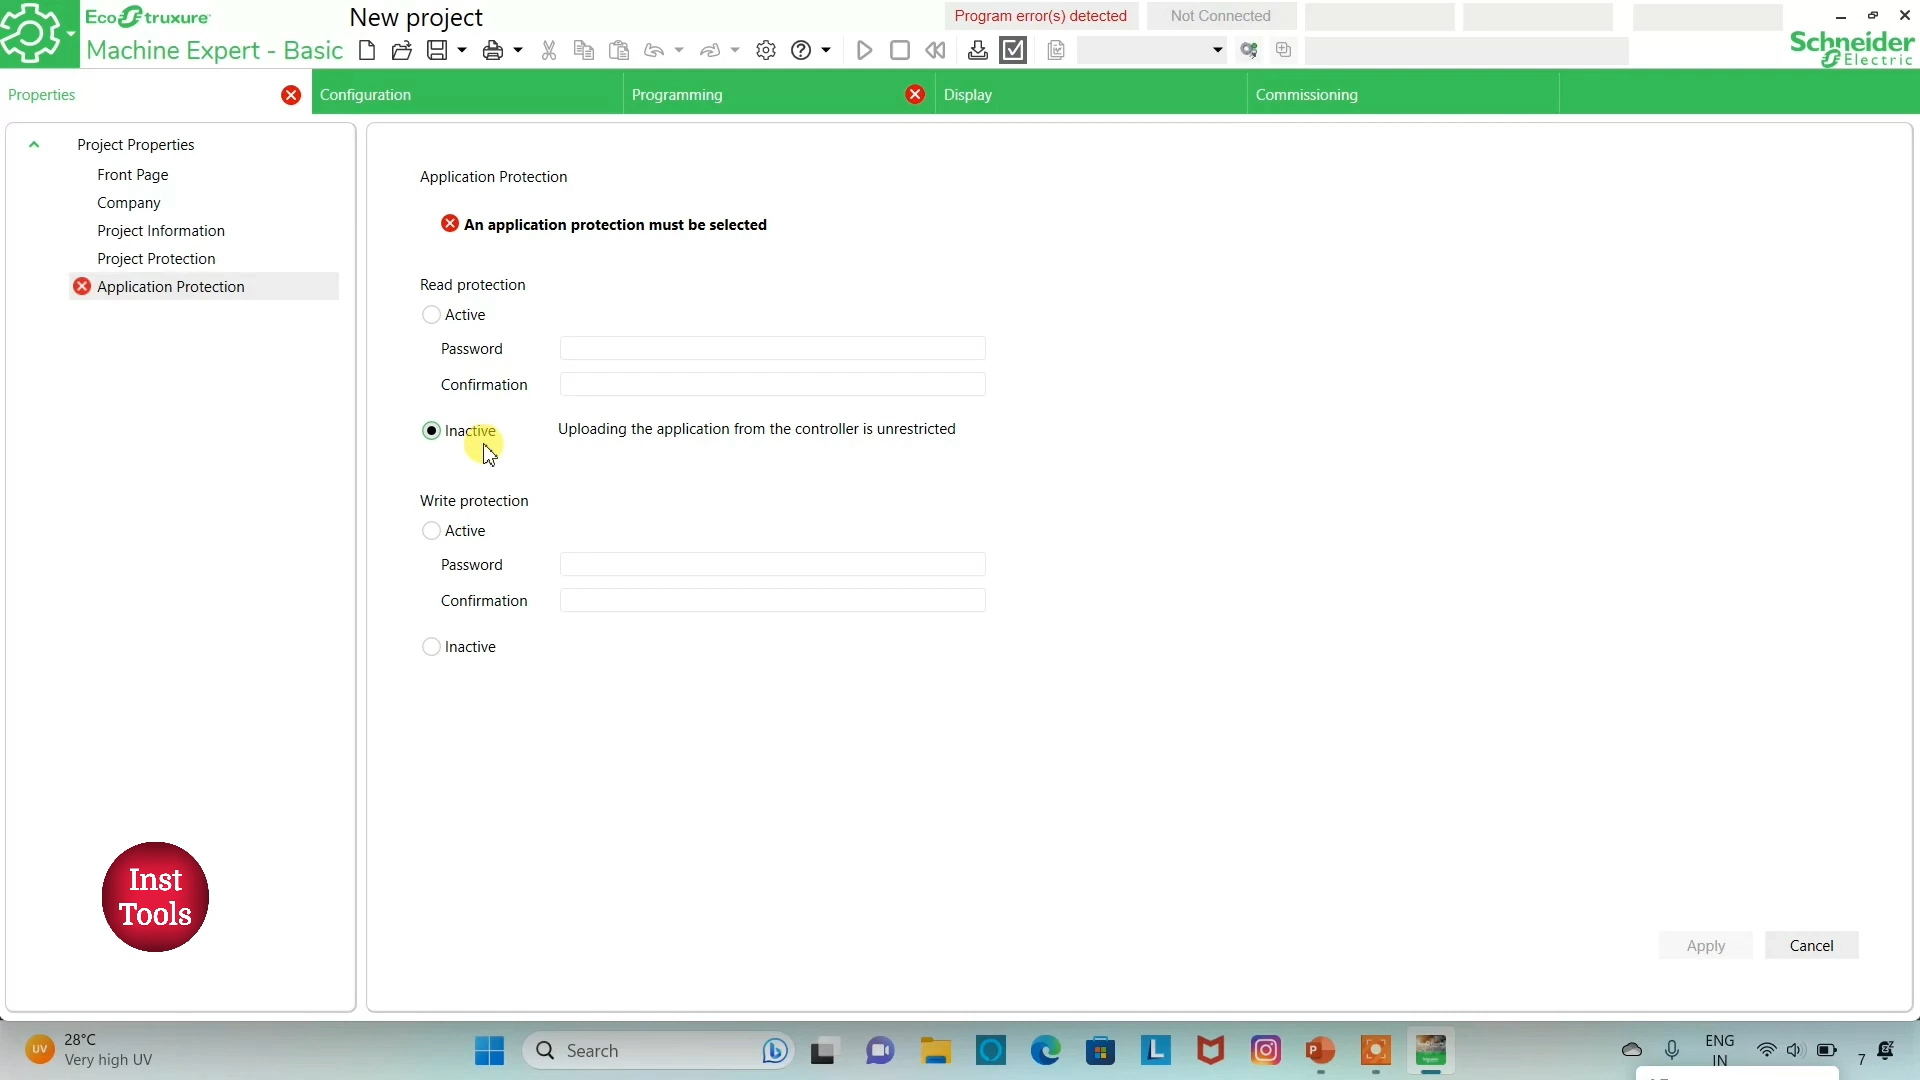 EcoStruxure
Machine Expert - Basic
New project
Program error(s) detected
Not Connected
Schneider
Electric
Properties
Configuration
Programming
Display
Commissioning
Project Properties
Front Page
Company
Project Information
Project Protection
Application Protection
Application Protection
An application protection must be selected
Read protection
Active
Password
Confirmation
Inactive
Uploading the application from the controller is unrestricted
Write protection
Active
Password
Confirmation
Inactive
Inst
Tools
Apply
Cancel
UV
28°C
Very high UV
Search
ENG
IN
7